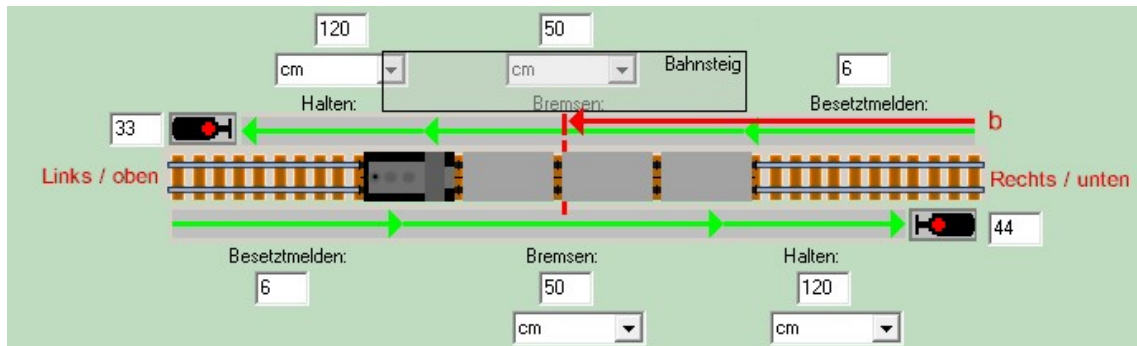 120 50
cm cm Bahnsteig 6
Halten: Bremsen: Besetztmelden:
33 b
Links / oben Rechts / unten
44
Besetztmelden: Bremsen: Halten:
6 50 120
cm cm